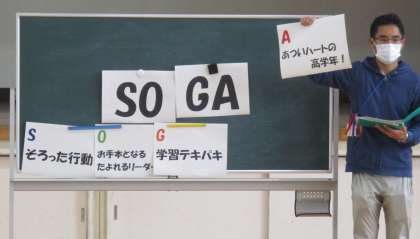 A
あついハートの
高学年！
SO
GA
S
そろった行動
O
お手本となる
たよれるリーダー
G
学習テキパキ